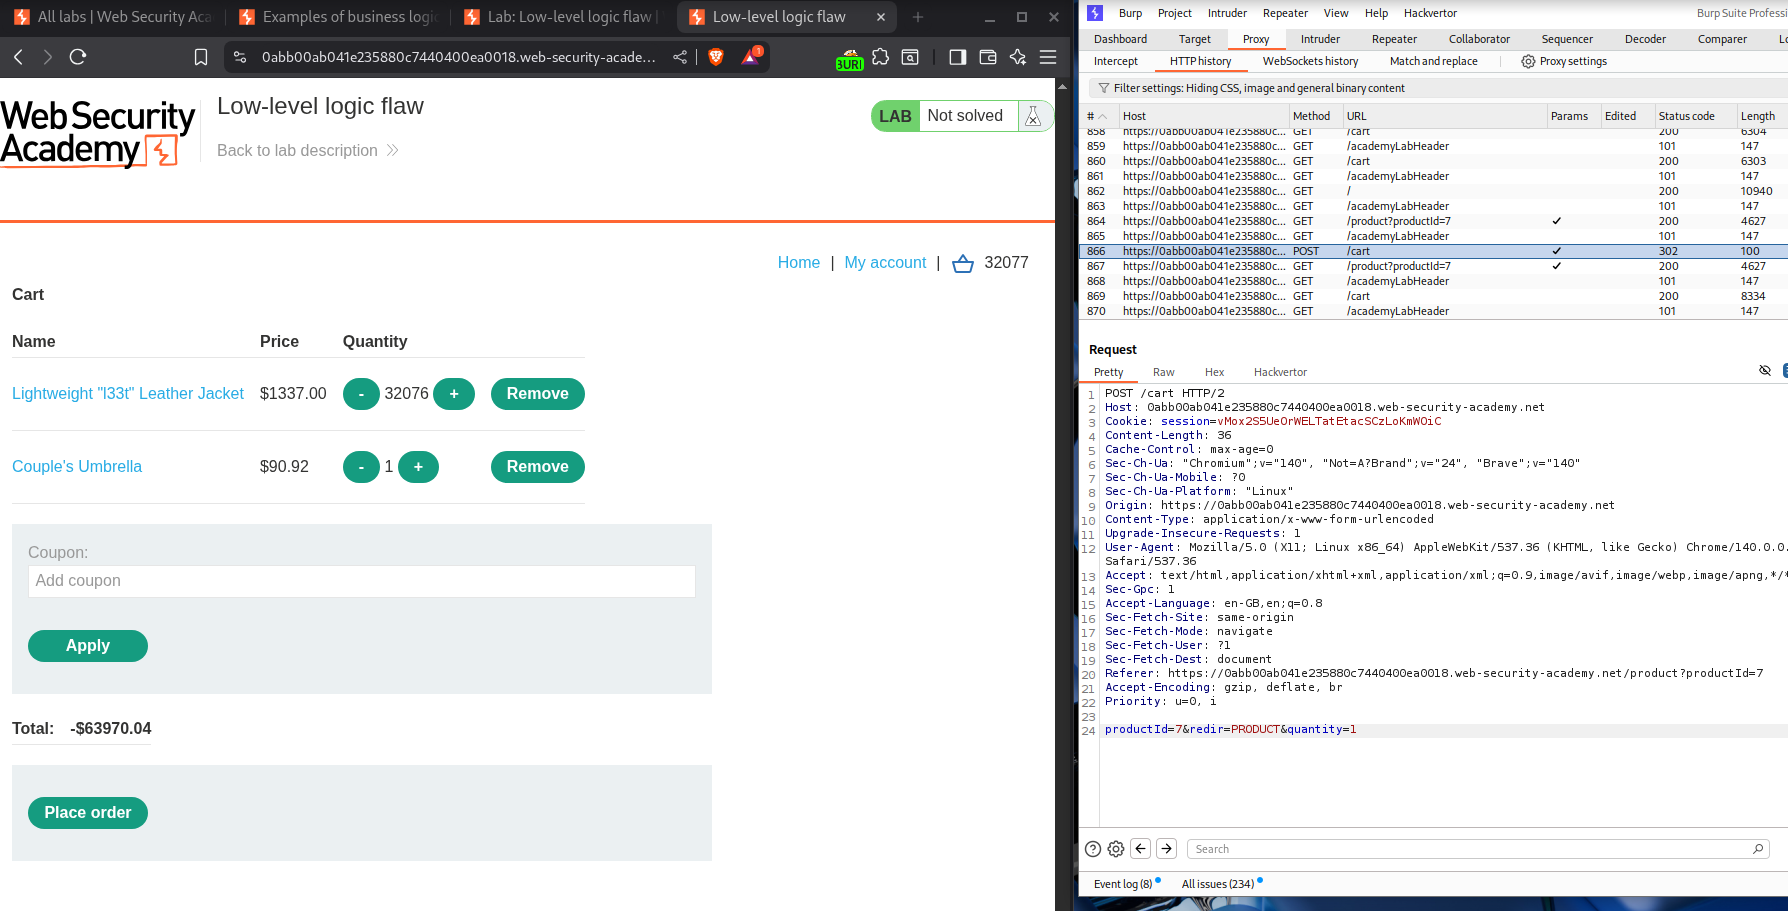 All labs | Web Security Aca
Examples of business logic
Lab: Low-level logic flaw |
Low-level logic flaw
0abb00ab041e235880c7440400ea0018.web-security-acade...
1
3URI
Web Security
Academy
Low-level logic flaw
Back to lab description
LAB
Not solved
Home | My account | 32077
Cart
Name Price Quantity
Lightweight "l33t" Leather Jacket $1337.00 - 32076 + Remove
Couple's Umbrella $90.92 - 1 + Remove
Coupon:
Add coupon
Apply
Total: -$63970.04
Place order
Burp Project Intruder Repeater View Help Hackvertor Burp Suite Professi
Dashboard Target Proxy Intruder Repeater Collaborator Sequencer Decoder Comparer Lo
Intercept HTTP history WebSockets history Match and replace Proxy settings
Filter settings: Hiding CSS, image and general binary content
# Host Method URL Params Edited Status code Length
858 https://0abb00ab041e235880c... GET /cart 200 6304
859 https://0abb00ab041e235880c... GET /academyLabHeader 101 147
860 https://0abb00ab041e235880c... GET /cart 200 6303
861 https://0abb00ab041e235880c... GET /academyLabHeader 101 147
862 https://0abb00ab041e235880c... GET / 200 10940
863 https://0abb00ab041e235880c... GET /academyLabHeader 101 147
864 https://0abb00ab041e235880c... GET /product?productId=7 ✓ 200 4627
865 https://0abb00ab041e235880c... GET /academyLabHeader 101 147
866 https://0abb00ab041e235880c... POST /cart ✓ 302 100
867 https://0abb00ab041e235880c... GET /product?productId=7 ✓ 200 4627
868 https://0abb00ab041e235880c... GET /academyLabHeader 101 147
869 https://0abb00ab041e235880c... GET /cart 200 8334
870 https://0abb00ab041e235880c... GET /academyLabHeader 101 147
Request
Pretty Raw Hex Hackvertor
1 POST /cart HTTP/2
2 Host: 0abb00ab041e235880c7440400ea0018.web-security-academy.net
3 Cookie: session=vMox2S5UeOrWELTatEtacSCzLoKmWOiC
4 Content-Length: 36
5 Cache-Control: max-age=0
6 Sec-Ch-Ua: "Chromium";v="140", "Not=A?Brand";v="24", "Brave";v="140"
7 Sec-Ch-Ua-Mobile: ?0
8 Sec-Ch-Ua-Platform: "Linux"
9 Origin: https://0abb00ab041e235880c7440400ea0018.web-security-academy.net
10 Content-Type: application/x-www-form-urlencoded
11 Upgrade-Insecure-Requests: 1
12 User-Agent: Mozilla/5.0 (X11; Linux x86_64) AppleWebKit/537.36 (KHTML, like Gecko) Chrome/140.0.0.
Safari/537.36
13 Accept: text/html,application/xhtml+xml,application/xml;q=0.9,image/avif,image/webp,image/apng,*/*
14 Sec-Gpc: 1
15 Accept-Language: en-GB,en;q=0.8
16 Sec-Fetch-Site: same-origin
17 Sec-Fetch-Mode: navigate
18 Sec-Fetch-User: ?1
19 Sec-Fetch-Dest: document
20 Referer: https://0abb00ab041e235880c7440400ea0018.web-security-academy.net/product?productId=7
21 Accept-Encoding: gzip, deflate, br
22 Priority: u=0, i
23
24 productId=7&redir=PRODUCT&quantity=1
Search
Event log (8) All issues (234)